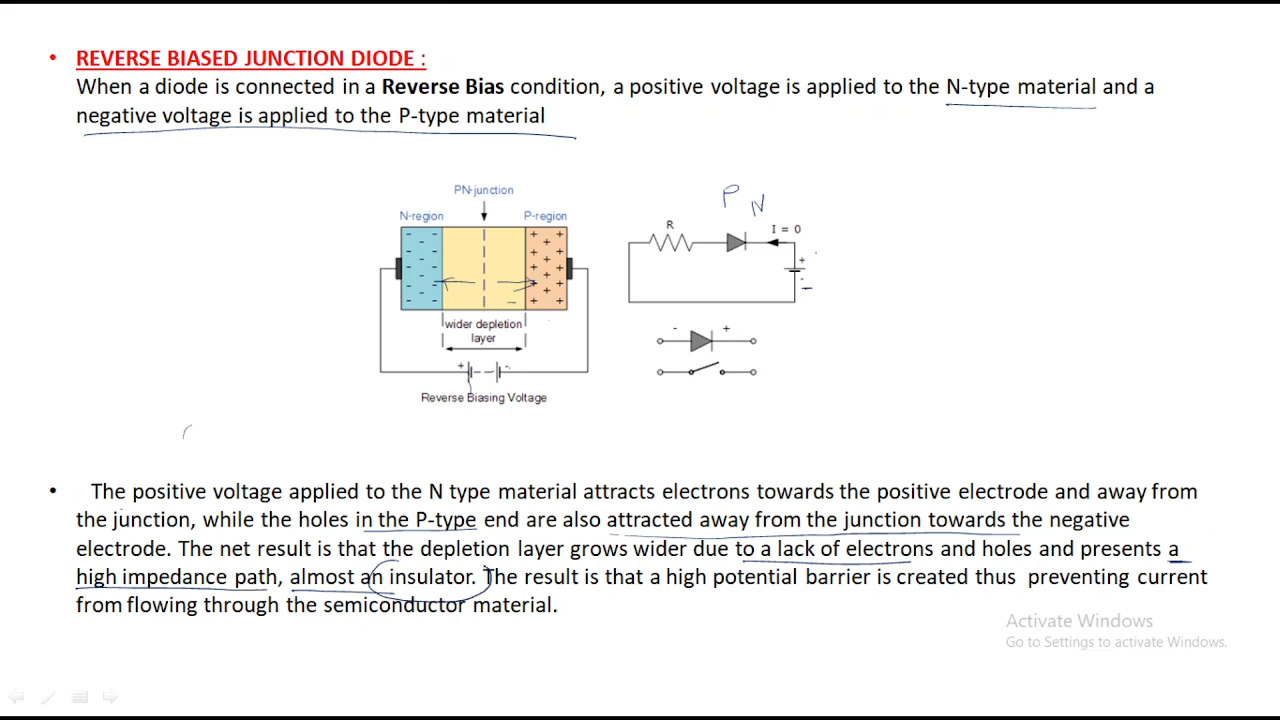 • REVERSE BIASED JUNCTION DIODE :
When a diode is connected in a Reverse Bias condition, a positive voltage is applied to the N-type material and a
negative voltage is applied to the P-type material
PN-junction
N-region P-region
wider depletion
layer
+ -
Reverse Biasing Voltage
P N
R I = 0
+
-
- +
• The positive voltage applied to the N type material attracts electrons towards the positive electrode and away from
the junction, while the holes in the P-type end are also attracted away from the junction towards the negative
electrode. The net result is that the depletion layer grows wider due to a lack of electrons and holes and presents a
high impedance path, almost an insulator. The result is that a high potential barrier is created thus preventing current
from flowing through the semiconductor material.
Activate Windows
Go to Settings to activate Windows.